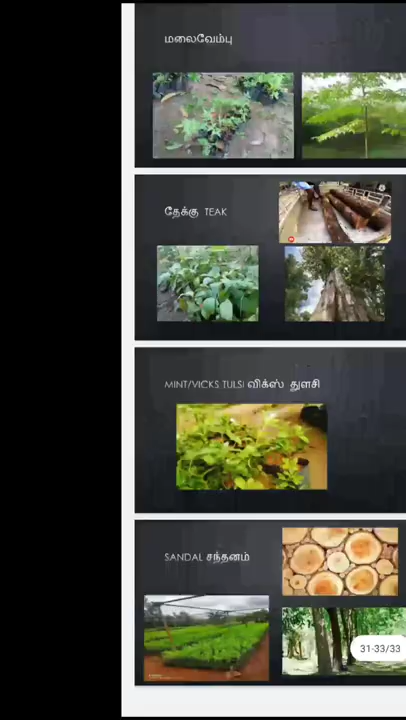 மலைவேம்பு
தேக்கு TEAK
MINT/VICKS TULSI விக்ஸ் துளசி
SANDAL சந்தனம்
31-33/33